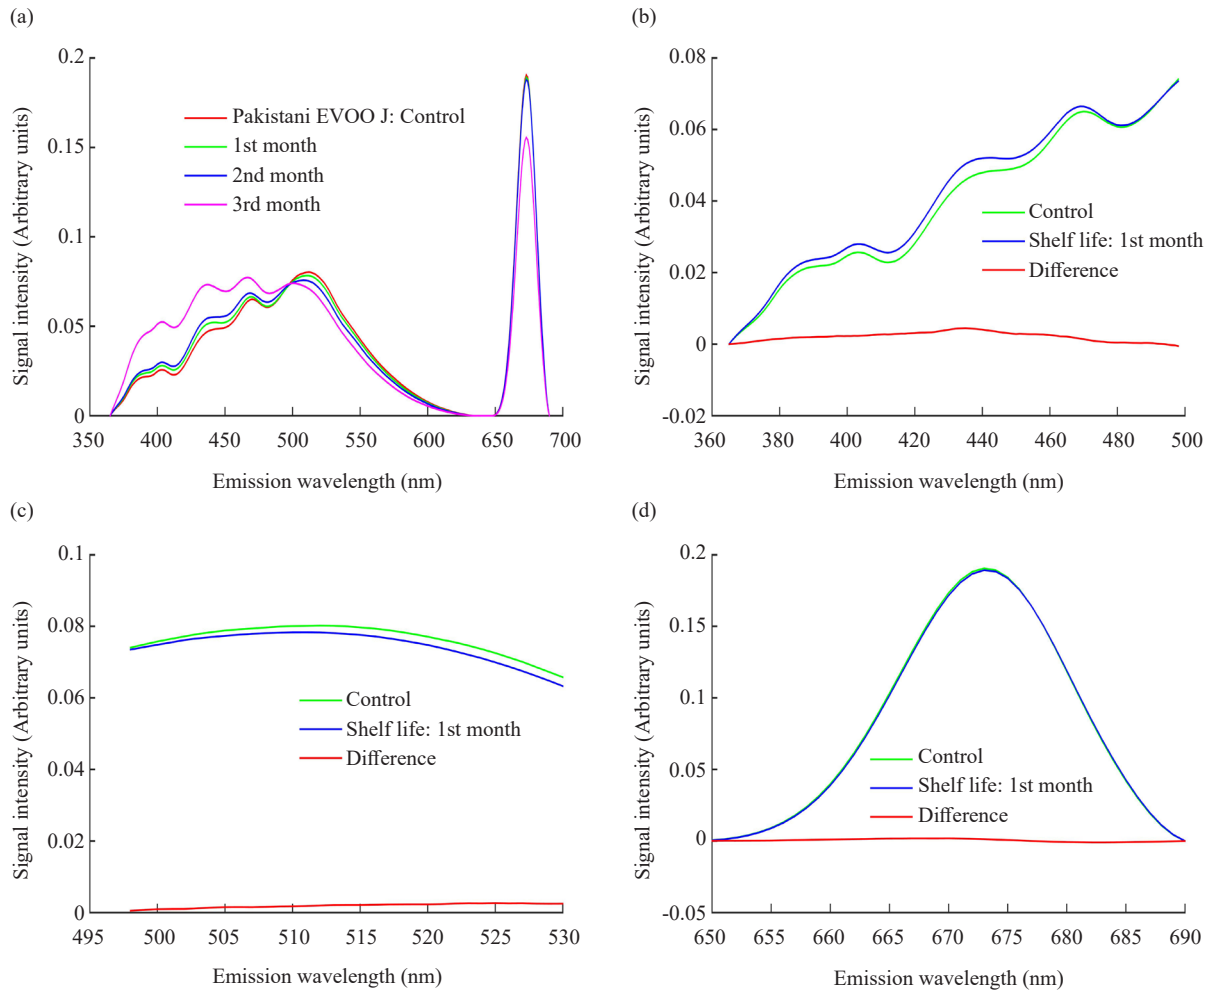 (a)
Signal intensity (Arbitrary units)
0.2
0.15
0.1
0.05
0
Pakistani EVOO J: Control
1st month
2nd month
3rd month
350 400 450 500 550 600 650 700
Emission wavelength (nm)
(b)
Signal intensity (Arbitrary units)
0.08
0.06
0.04
0.02
0
-0.02
Control
Shelf life: 1st month
Difference
360 380 400 420 440 460 480 500
Emission wavelength (nm)
(c)
Signal intensity (Arbitrary units)
0.1
0.08
0.06
0.04
0.02
0
Control
Shelf life: 1st month
Difference
495 500 505 510 515 520 525 530
Emission wavelength (nm)
(d)
Signal intensity (Arbitrary units)
0.2
0.15
0.1
0.05
0
-0.05
Control
Shelf life: 1st month
Difference
650 655 660 665 670 675 680 685 690
Emission wavelength (nm)